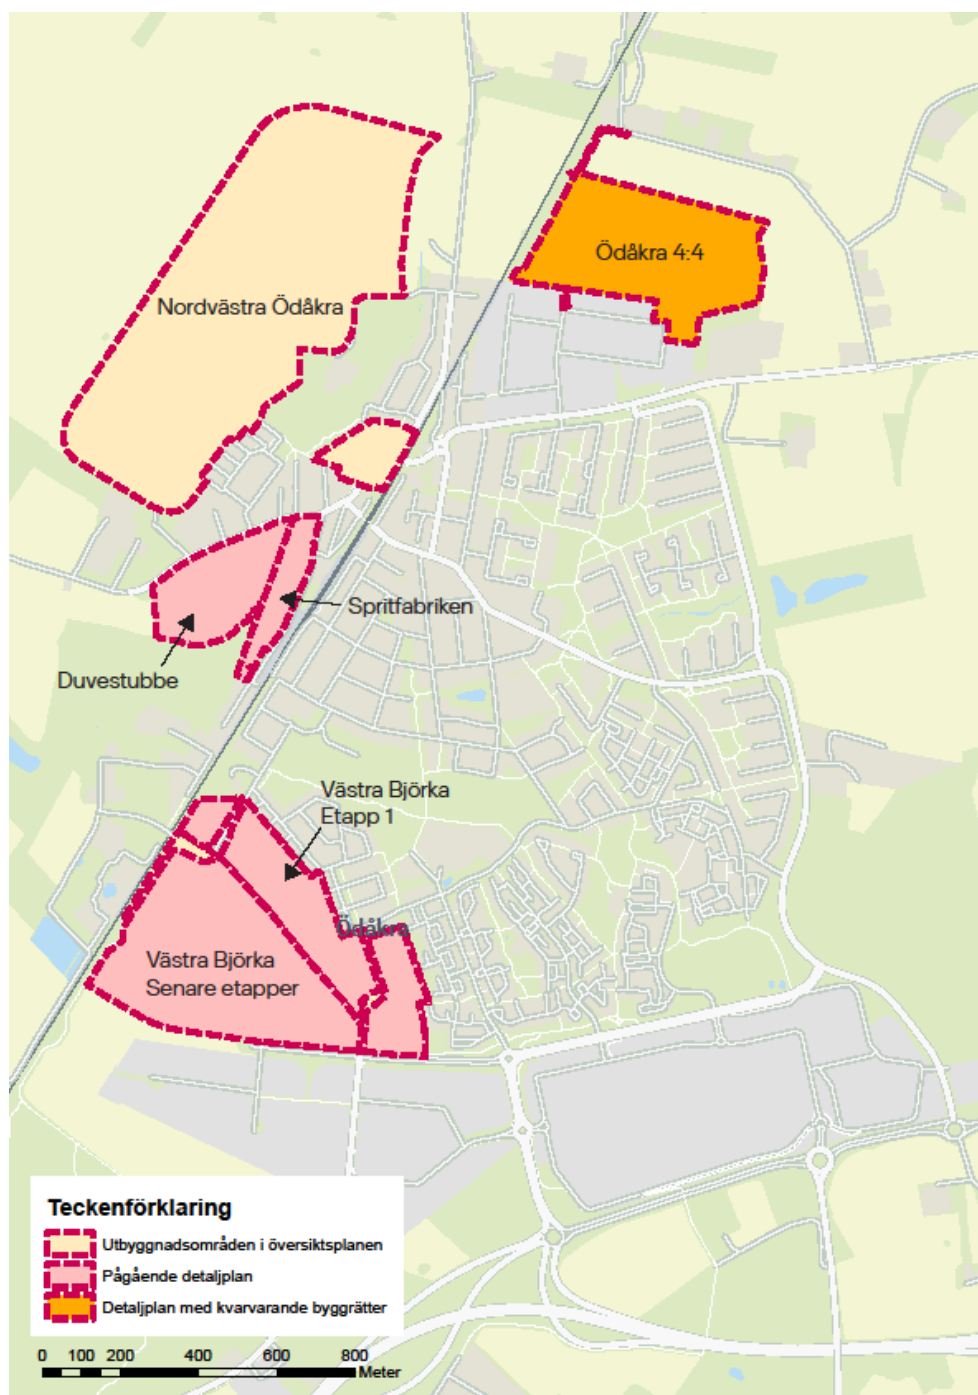 Ödåkra 4:4
Nordvästra Ödåkra
Spritfabriken
Duvestubbe
Västra Björka
Etapp 1
Ödåkra
Västra Björka
Senare etapper
Teckenförklaring
Utbyggnadsområden i översiktsplanen
Pågående detaljplan
Detaljplan med kvarvarande byggrätter
0 100 200 400 600 800
Meter